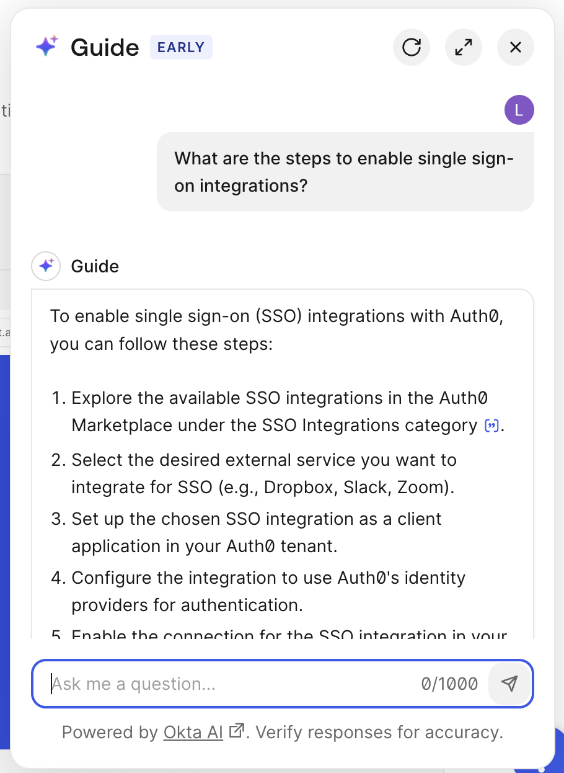 Guide EARLY
L
What are the steps to enable single sign-
on integrations?
Guide
To enable single sign-on (SSO) integrations with Auth0,
you can follow these steps:
1. Explore the available SSO integrations in the Auth0
Marketplace under the SSO Integrations category ["].
2. Select the desired external service you want to
integrate for SSO (e.g., Dropbox, Slack, Zoom).
3. Set up the chosen SSO integration as a client
application in your Auth0 tenant.
4. Configure the integration to use Auth0's identity
providers for authentication.
5. Enable the connection for the SSO integration in your
Ask me a question... 0/1000
Powered by Okta AI. Verify responses for accuracy.